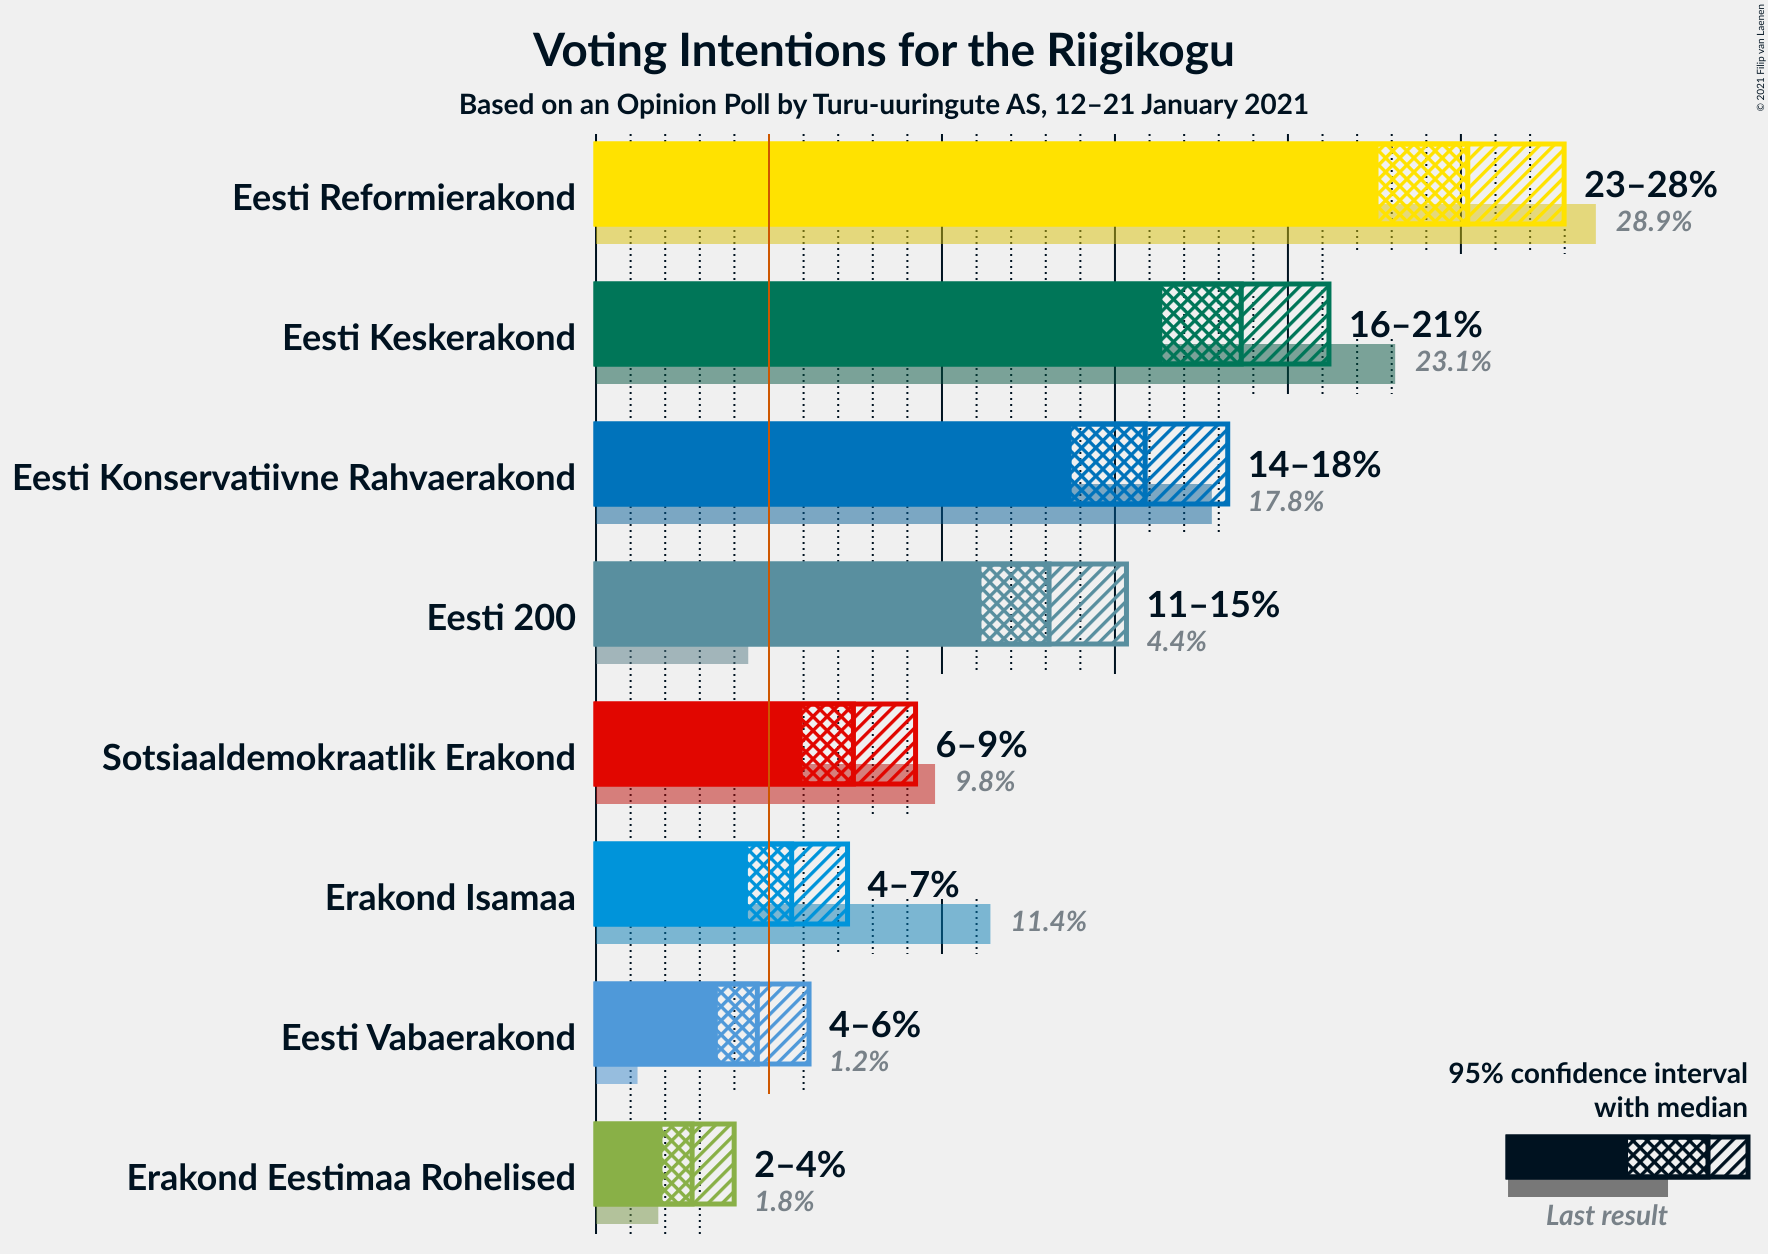 Voting Intentions for the Riigikogu
Based on an Opinion Poll by Turu-uuringute AS, 12–21 January 2021
© 2021 Filip van Laenen
Eesti Reformierakond
23–28%
28.9%
Eesti Keskerakond
16–21%
23.1%
Eesti Konservatiivne Rahvaerakond
14–18%
17.8%
Eesti 200
11–15%
4.4%
Sotsiaaldemokraatlik Erakond
6–9%
9.8%
Erakond Isamaa
4–7%
11.4%
Eesti Vabaerakond
4–6%
1.2%
Erakond Eestimaa Rohelised
2–4%
1.8%
95% confidence interval
with median
Last result